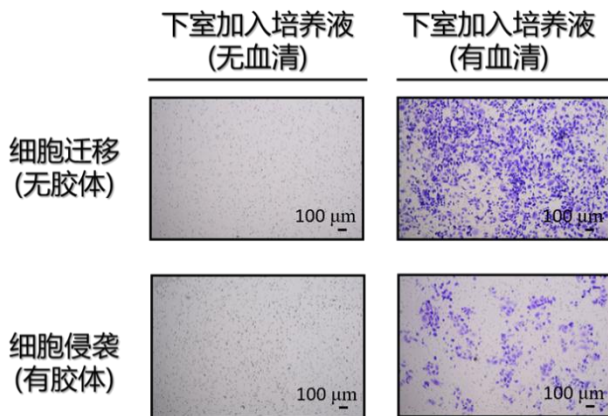 下室加入培养液
(无血清)
下室加入培养液
(有血清)
细胞迁移
(无胶体)
100 μm
100 μm
细胞侵袭
(有胶体)
100 μm
100 μm